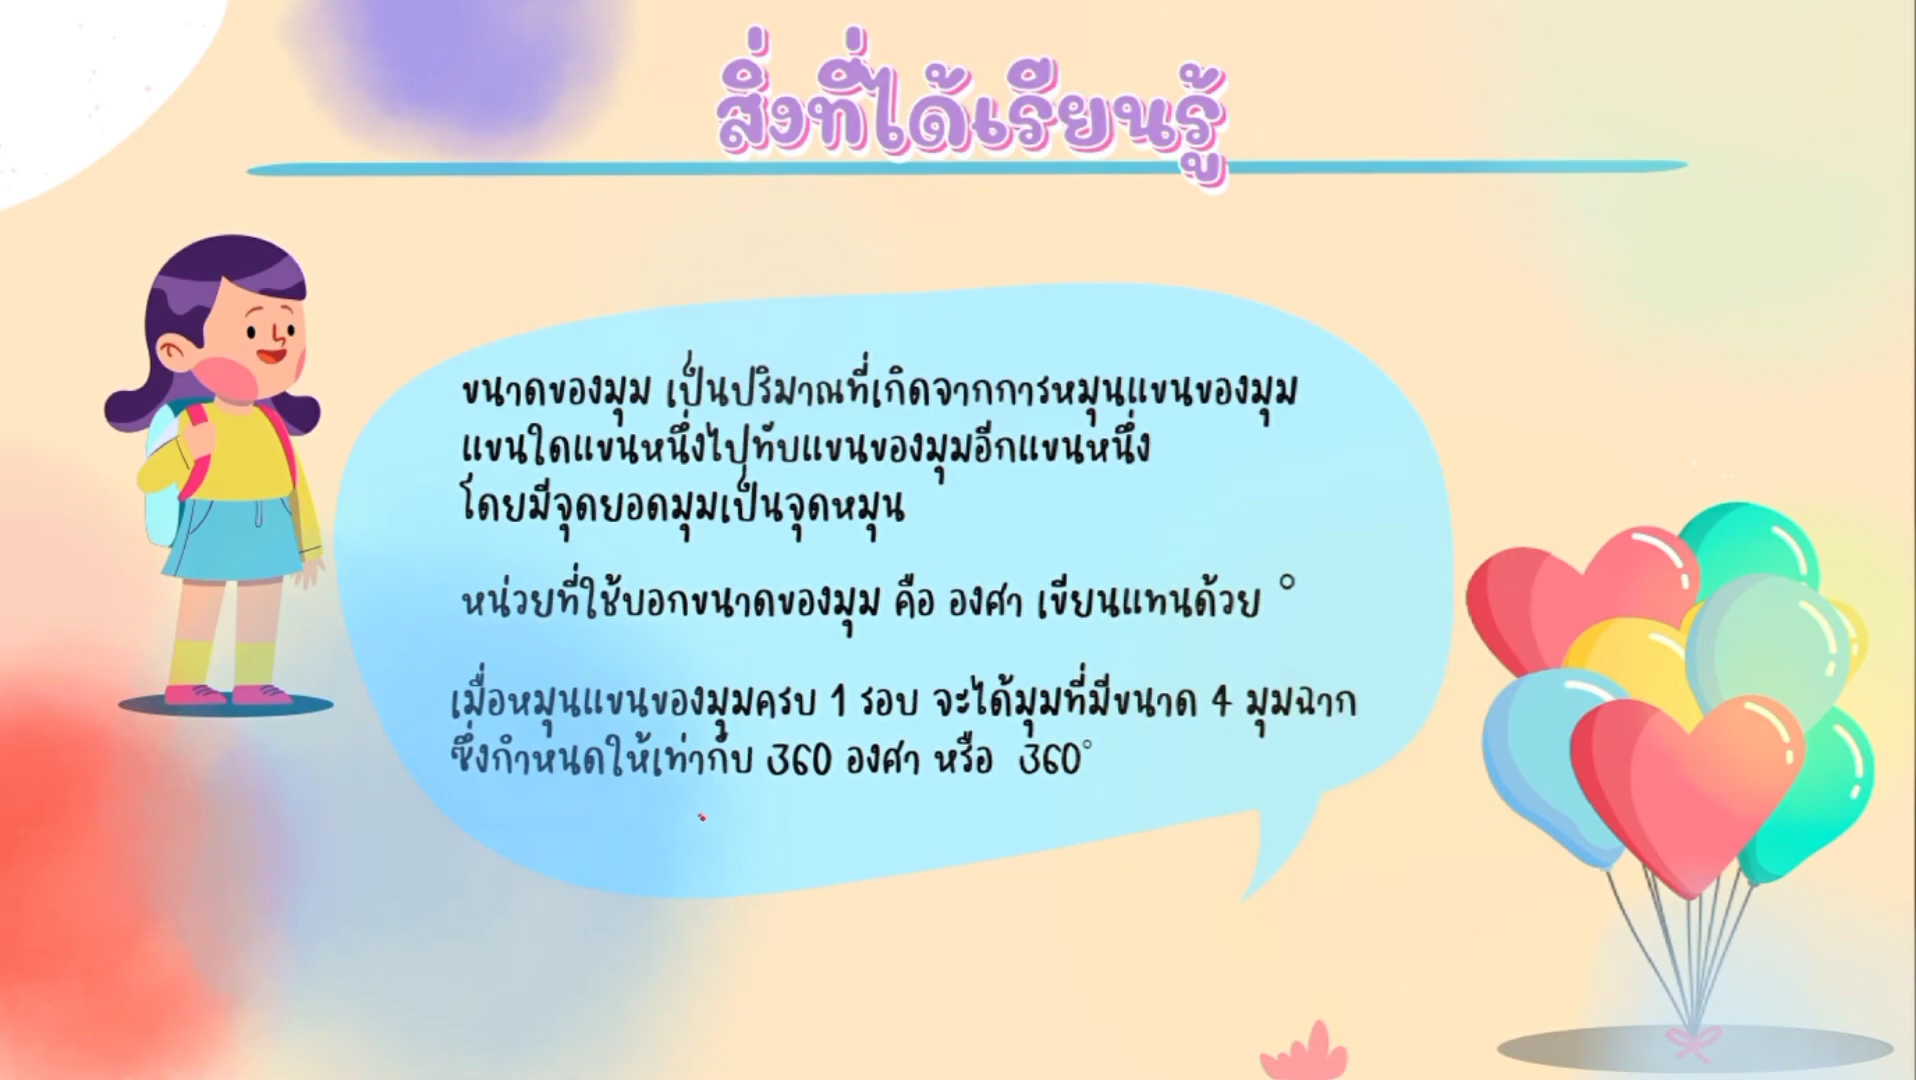 สิ่งที่ได้เรียนรู้
ขนาดของมุม เป็นปริมาณที่เกิดจากการหมุนแขนของมุม
แขนใดแขนหนึ่งไปทับแขนของมุมอีกแขนหนึ่ง
โดยมีจุดยอดมุมเป็นจุดหมุน
หน่วยที่ใช้บอกขนาดของมุม คือ องศา เขียนแทนด้วย °
เมื่อหมุนแขนของมุมครบ 1 รอบ จะได้มุมที่มีขนาด 4 มุมฉาก
ซึ่งกำหนดให้เท่ากับ 360 องศา หรือ 360°